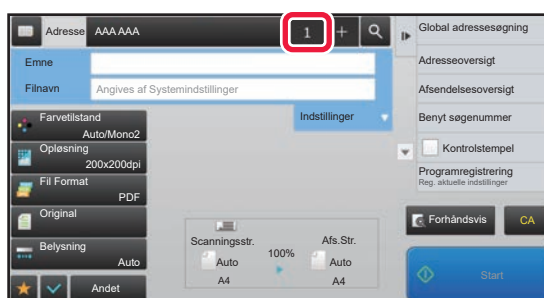 Adresse AAA AAA 1 +
Emne
Filnavn Angives af Systemindstillinger
Indstillinger
Farvetilstand
Auto/Mono2
Opløsning
200x200dpi
Fil Format
PDF
Original
Belysning
Auto
Andet
Scanningsstr.
Auto
A4
100%
Afs.Str.
Auto
A4
Global adressesøgning
Adresseoversigt
Afsendelsesoversigt
Benyt søgenummer
Kontrolstempel
Programregistrering
Reg. aktuelle indstillinger
Forhåndsvis
CA
Start